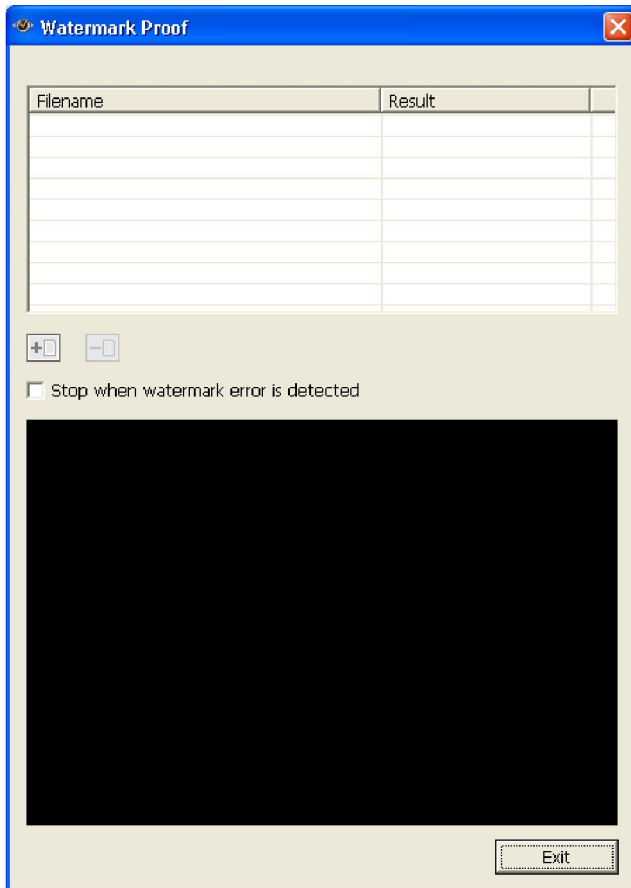 Watermark Proof
Filename Result
Stop when watermark error is detected
Exit